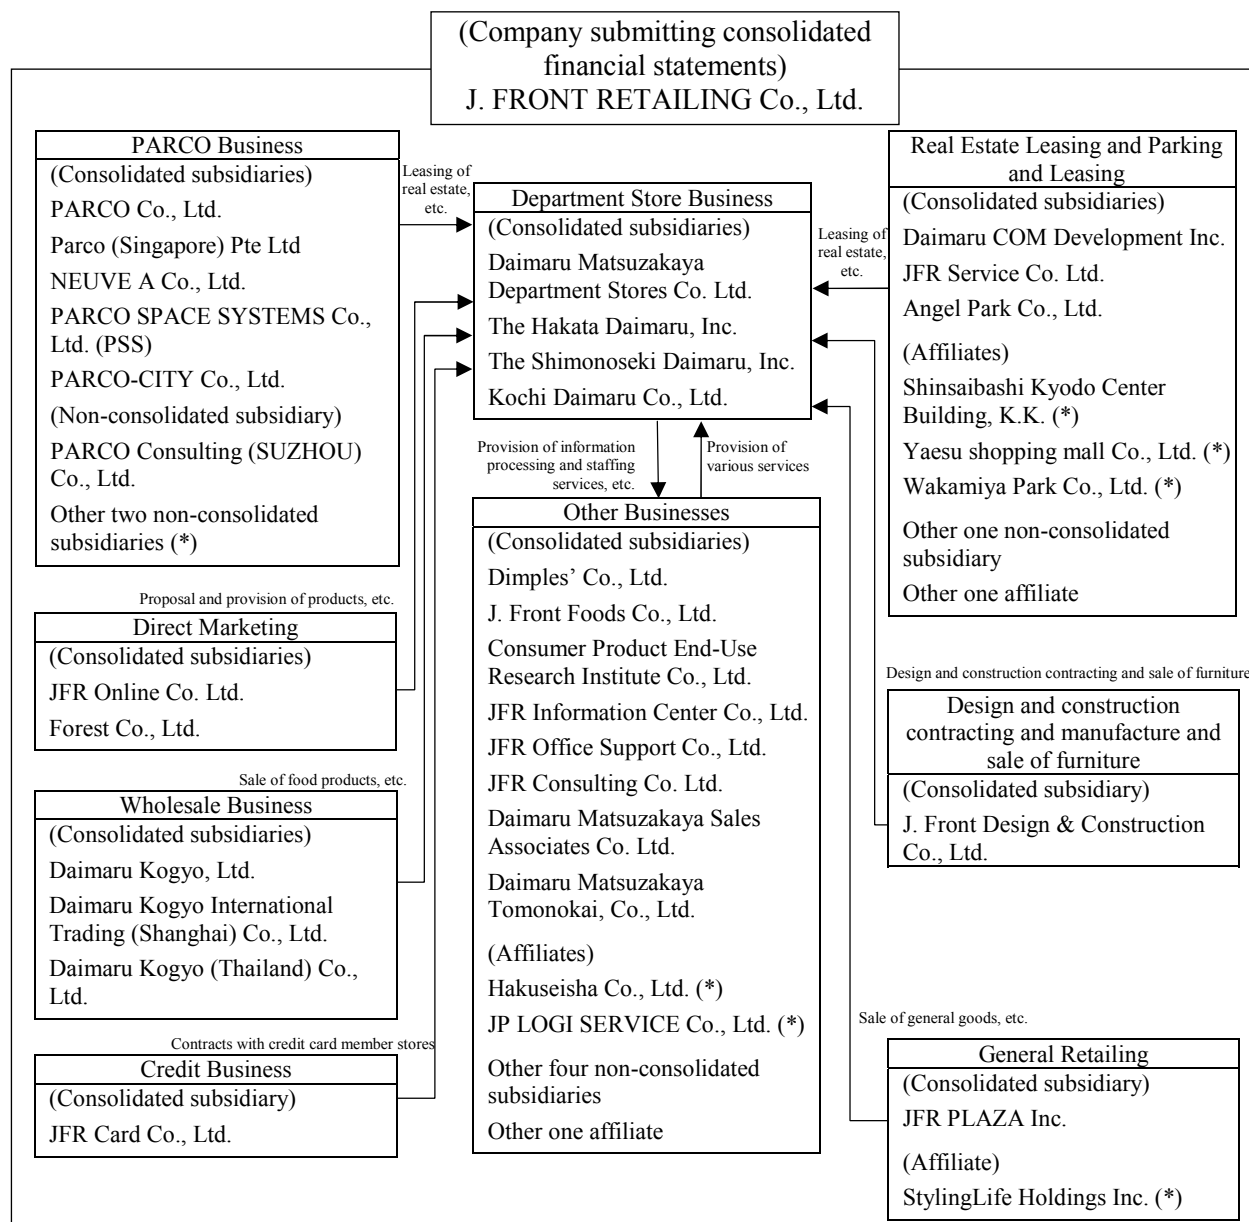 (Company submitting consolidated
financial statements)
J. FRONT RETAILING Co., Ltd.
PARCO Business
(Consolidated subsidiaries)
PARCO Co., Ltd.
Parco (Singapore) Pte Ltd
NEUVE A Co., Ltd.
PARCO SPACE SYSTEMS Co.,
Ltd. (PSS)
PARCO-CITY Co., Ltd.
(Non-consolidated subsidiary)
PARCO Consulting (SUZHOU)
Co., Ltd.
Other two non-consolidated
subsidiaries (*)
Leasing of
real estate,
etc.
Proposal and provision of products, etc.
Direct Marketing
(Consolidated subsidiaries)
JFR Online Co. Ltd.
Forest Co., Ltd.
Sale of food products, etc.
Wholesale Business
(Consolidated subsidiaries)
Daimaru Kogyo, Ltd.
Daimaru Kogyo International
Trading (Shanghai) Co., Ltd.
Daimaru Kogyo (Thailand) Co.,
Ltd.
Contracts with credit card member stores
Credit Business
(Consolidated subsidiary)
JFR Card Co., Ltd.
Department Store Business
(Consolidated subsidiaries)
Daimaru Matsuzakaya
Department Stores Co. Ltd.
The Hakata Daimaru, Inc.
The Shimonoseki Daimaru, Inc.
Kochi Daimaru Co., Ltd.
Provision of information
processing and staffing
services, etc.
Provision of
various services
Other Businesses
(Consolidated subsidiaries)
Dimples’ Co., Ltd.
J. Front Foods Co., Ltd.
Consumer Product End-Use
Research Institute Co., Ltd.
JFR Information Center Co., Ltd.
JFR Office Support Co., Ltd.
JFR Consulting Co. Ltd.
Daimaru Matsuzakaya Sales
Associates Co. Ltd.
Daimaru Matsuzakaya
Tomonokai, Co., Ltd.
(Affiliates)
Hakuseisha Co., Ltd. (*)
JP LOGI SERVICE Co., Ltd. (*)
Other four non-consolidated
subsidiaries
Other one affiliate
Leasing of
real estate,
etc.
Real Estate Leasing and Parking
and Leasing
(Consolidated subsidiaries)
Daimaru COM Development Inc.
JFR Service Co. Ltd.
Angel Park Co., Ltd.
(Affiliates)
Shinsaibashi Kyodo Center
Building, K.K. (*)
Yaesu shopping mall Co., Ltd. (*)
Wakamiya Park Co., Ltd. (*)
Other one non-consolidated
subsidiary
Other one affiliate
Design and construction contracting and sale of furniture
Design and construction
contracting and manufacture and
sale of furniture
(Consolidated subsidiary)
J. Front Design & Construction
Co., Ltd.
Sale of general goods, etc.
General Retailing
(Consolidated subsidiary)
JFR PLAZA Inc.
(Affiliate)
StylingLife Holdings Inc. (*)